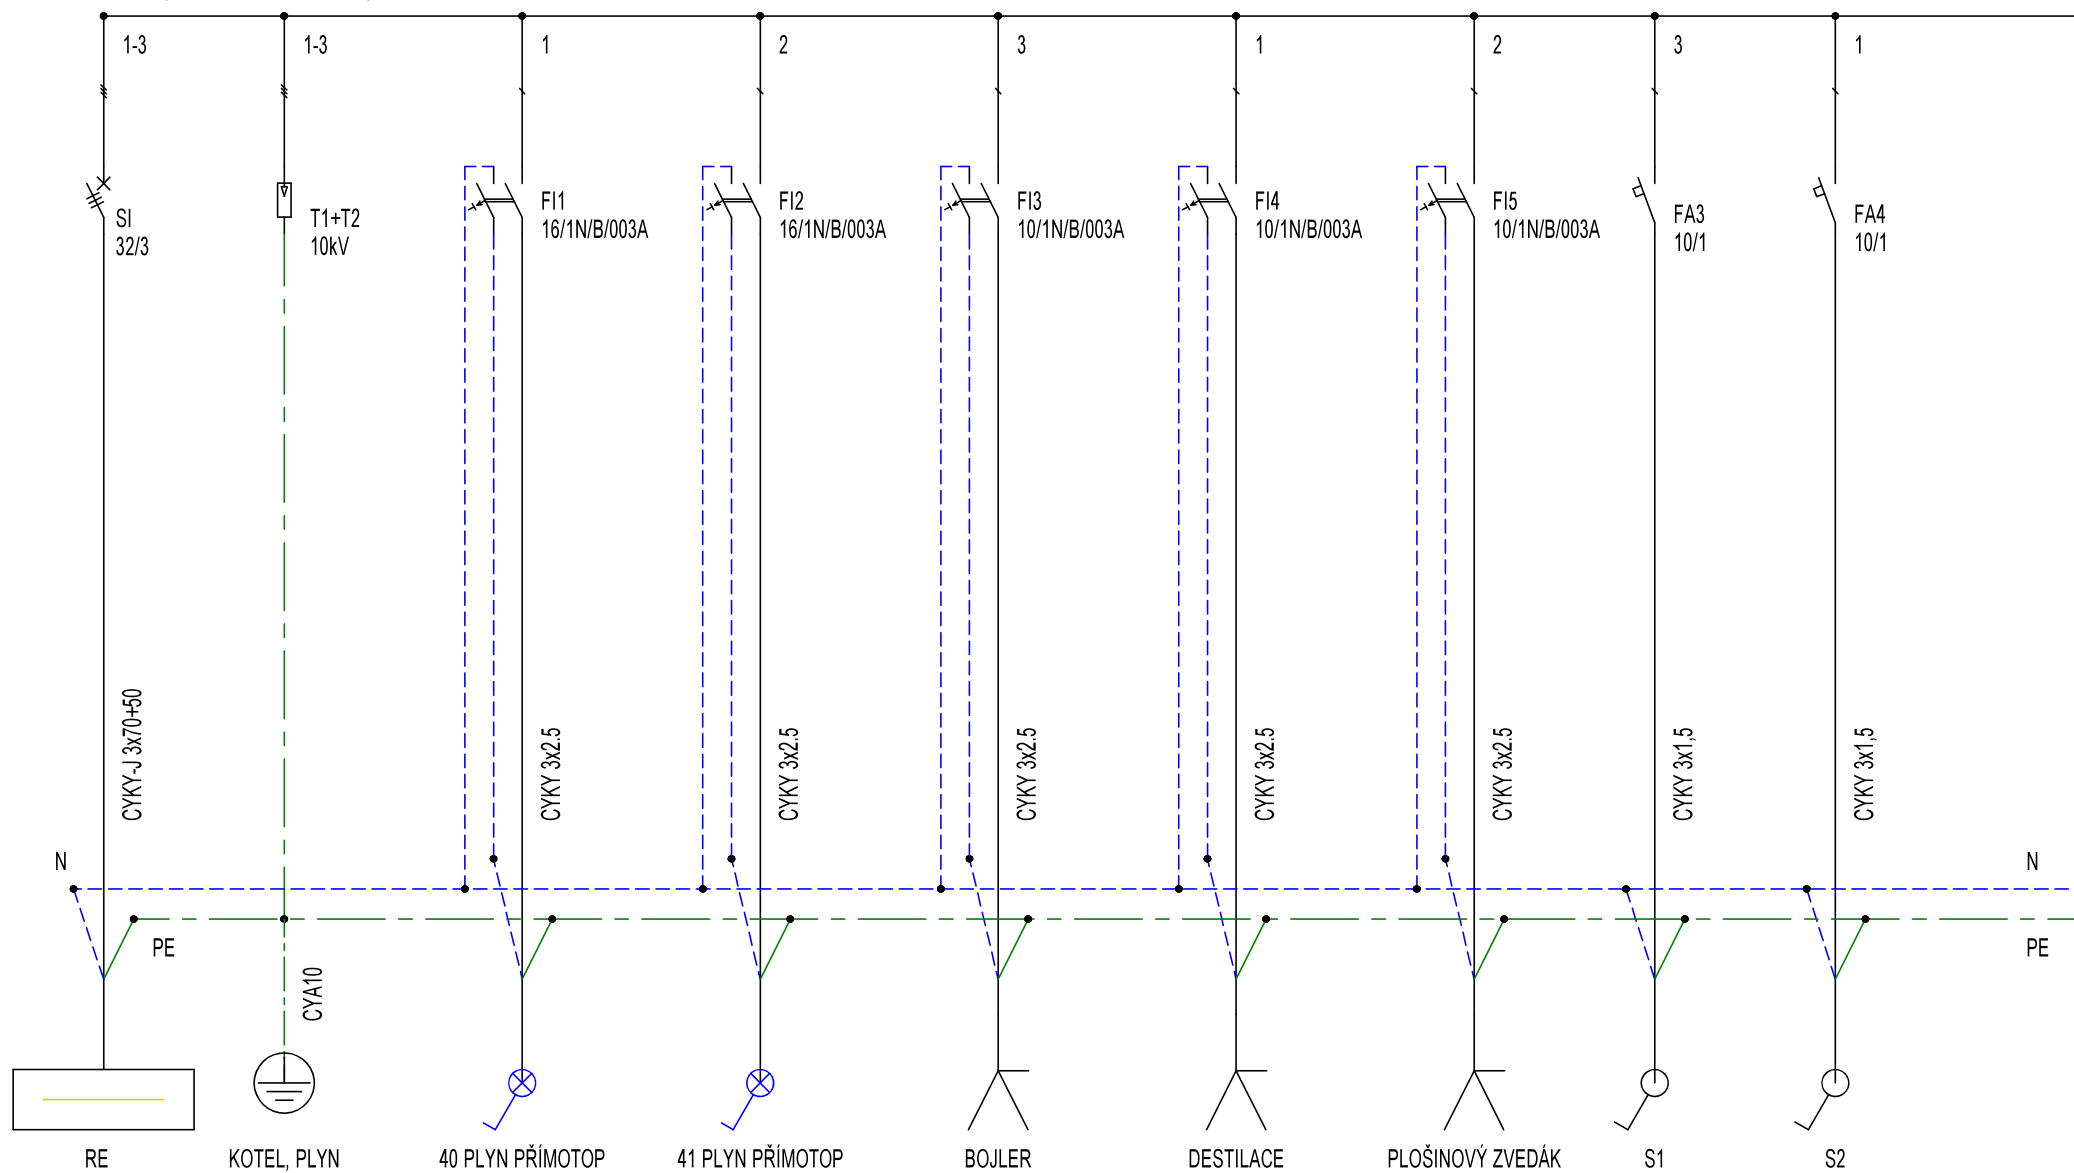 1-3
1-3
1
2
3
1
2
3
1
SI
32/3
T1+T2
10kV
FI1
16/1N/B/003A
FI2
16/1N/B/003A
FI3
10/1N/B/003A
FI4
10/1N/B/003A
FI5
10/1N/B/003A
FA3
10/1
FA4
10/1
CYKY-J 3x70+50
CYKY 3x2.5
CYKY 3x2.5
CYKY 3x2.5
CYKY 3x2.5
CYKY 3x2.5
CYKY 3x1,5
CYKY 3x1,5
N
N
PE
PE
CYA10
RE
KOTEL, PLYN
40 PLYN PŘÍMOTOP
41 PLYN PŘÍMOTOP
BOJLER
DESTILACE
PLOŠINOVÝ ZVEDÁK
S1
S2